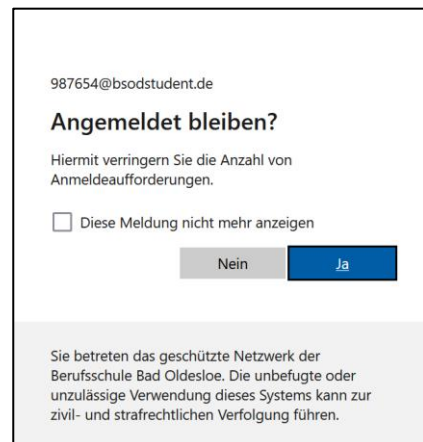 987654@bsodstudent.de
Angemeldet bleiben?
Hiermit verringern Sie die Anzahl von
Anmeldeaufforderungen.
Diese Meldung nicht mehr anzeigen
Nein
Ja
Sie betreten das geschützte Netzwerk der
Berufsschule Bad Oldesloe. Die unbefugte oder
unzulässige Verwendung dieses Systems kann zur
zivil- und strafrechtlichen Verfolgung führen.